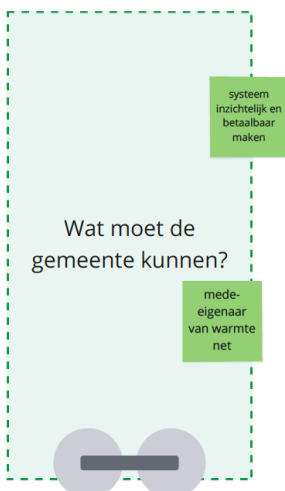 systeem
inzichtelijk en
betaalbaar
maken
Wat moet de
gemeente kunnen?
mede-
eigenaar
van warmte
net